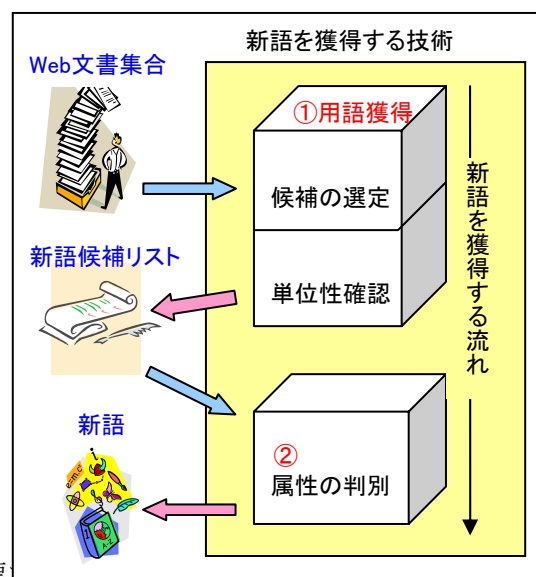 新語を獲得する技術
Web文書集合
①用語獲得
候補の選定
単位性確認
新語候補リスト
②
属性の判別
新語
新語を獲得する流れ
e=m.c²
A-Z